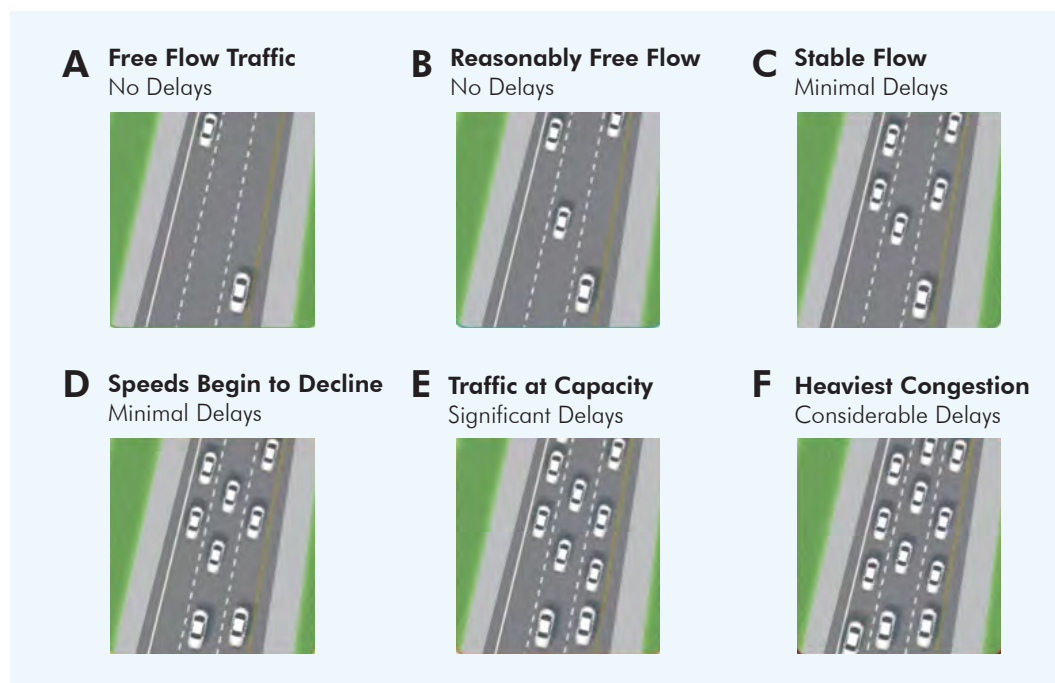 A Free Flow Traffic
No Delays
B Reasonably Free Flow
No Delays
C Stable Flow
Minimal Delays
D Speeds Begin to Decline
Minimal Delays
E Traffic at Capacity
Significant Delays
F Heaviest Congestion
Considerable Delays